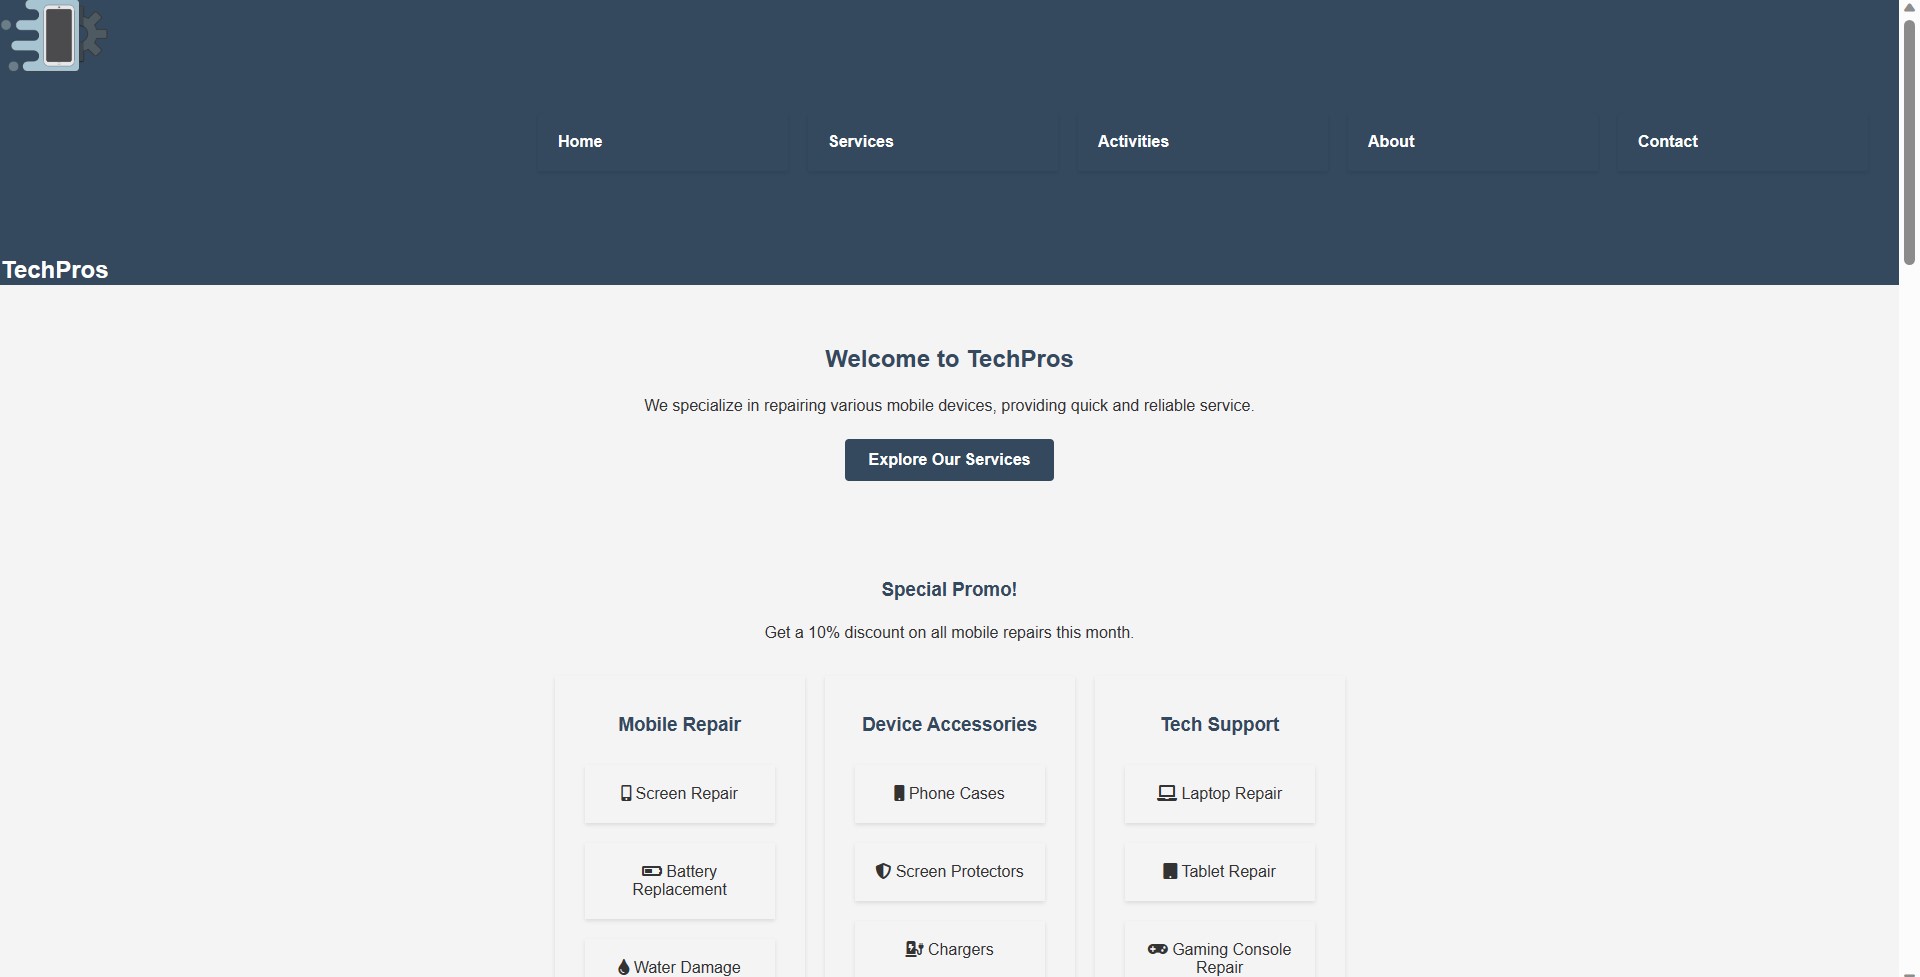 Home Services Activities About Contact
TechPros
Welcome to TechPros
We specialize in repairing various mobile devices, providing quick and reliable service.
Explore Our Services
Special Promo!
Get a 10% discount on all mobile repairs this month.
Mobile Repair
Screen Repair
Battery
Replacement
Water Damage
Device Accessories
Phone Cases
Screen Protectors
Chargers
Tech Support
Laptop Repair
Tablet Repair
Gaming Console
Repair